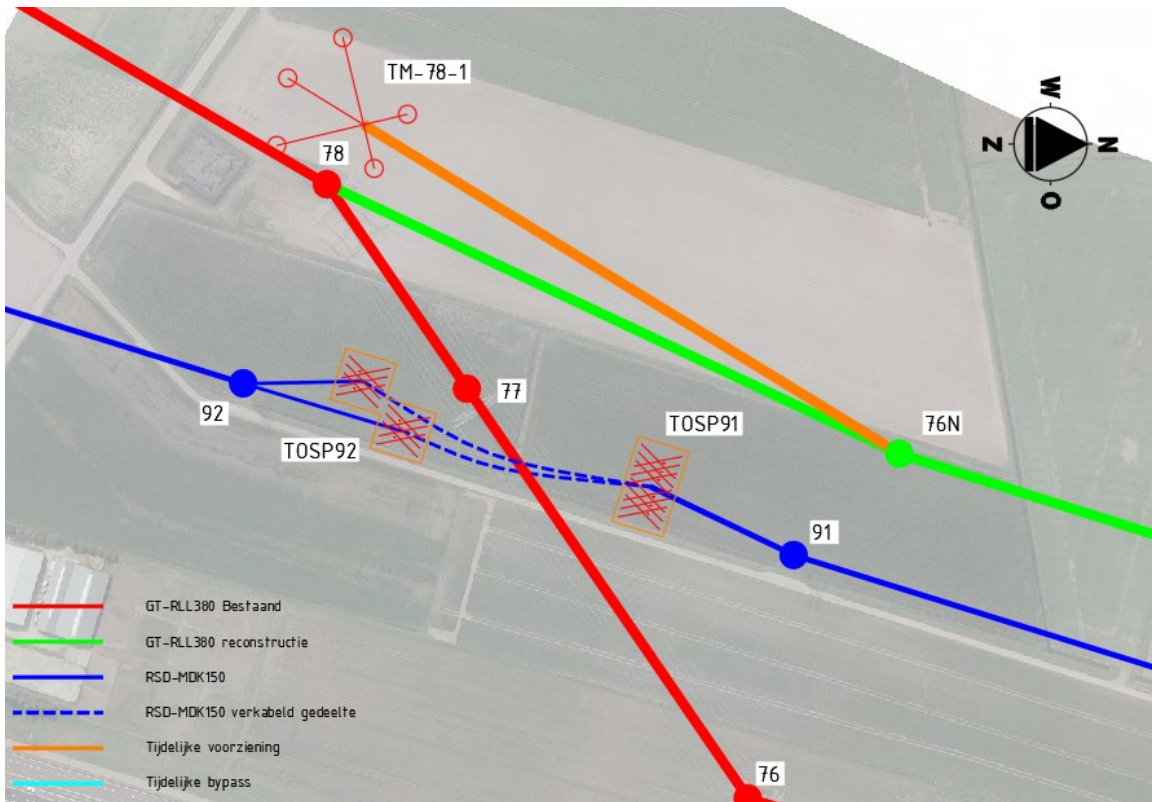 TM-78-1
W
Z
N
O
78
77
76N
92
TOSP92
TOSP91
91
GT-RLL380 Bestaand
GT-RLL380 reconstructie
RSD-MDK150
RSD-MDK150 verkabeld gedeelte
Tijdelijke voorziening
Tijdelijke bypass
76